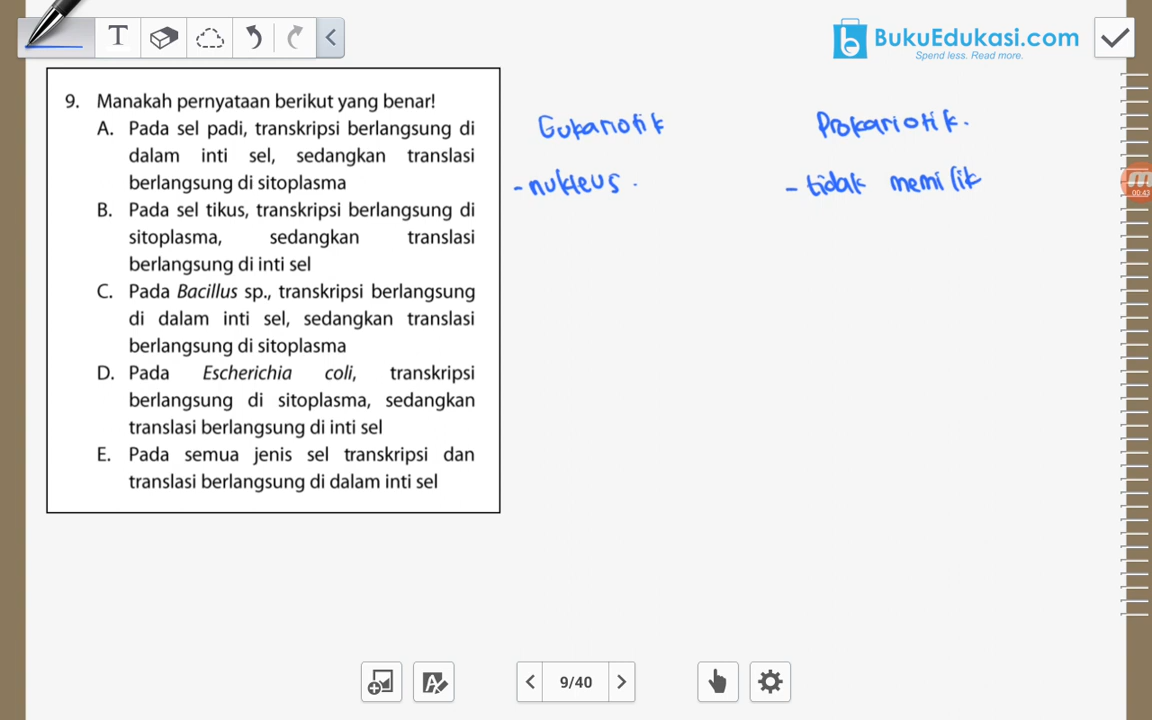 T
BukuEdukasi.com
Spend less. Read more.
00:43
9. Manakah pernyataan berikut yang benar!
A. Pada sel padi, transkripsi berlangsung di
dalam inti sel, sedangkan translasi
berlangsung di sitoplasma
B. Pada sel tikus, transkripsi berlangsung di
sitoplasma, sedangkan translasi
berlangsung di inti sel
C. Pada Bacillus sp., transkripsi berlangsung
di dalam inti sel, sedangkan translasi
berlangsung di sitoplasma
D. Pada Escherichia coli, transkripsi
berlangsung di sitoplasma, sedangkan
translasi berlangsung di inti sel
E. Pada semua jenis sel transkripsi dan
translasi berlangsung di dalam inti sel
Eukariotik
- nukleus.
Prokariotik.
- tidak memilik
9/40